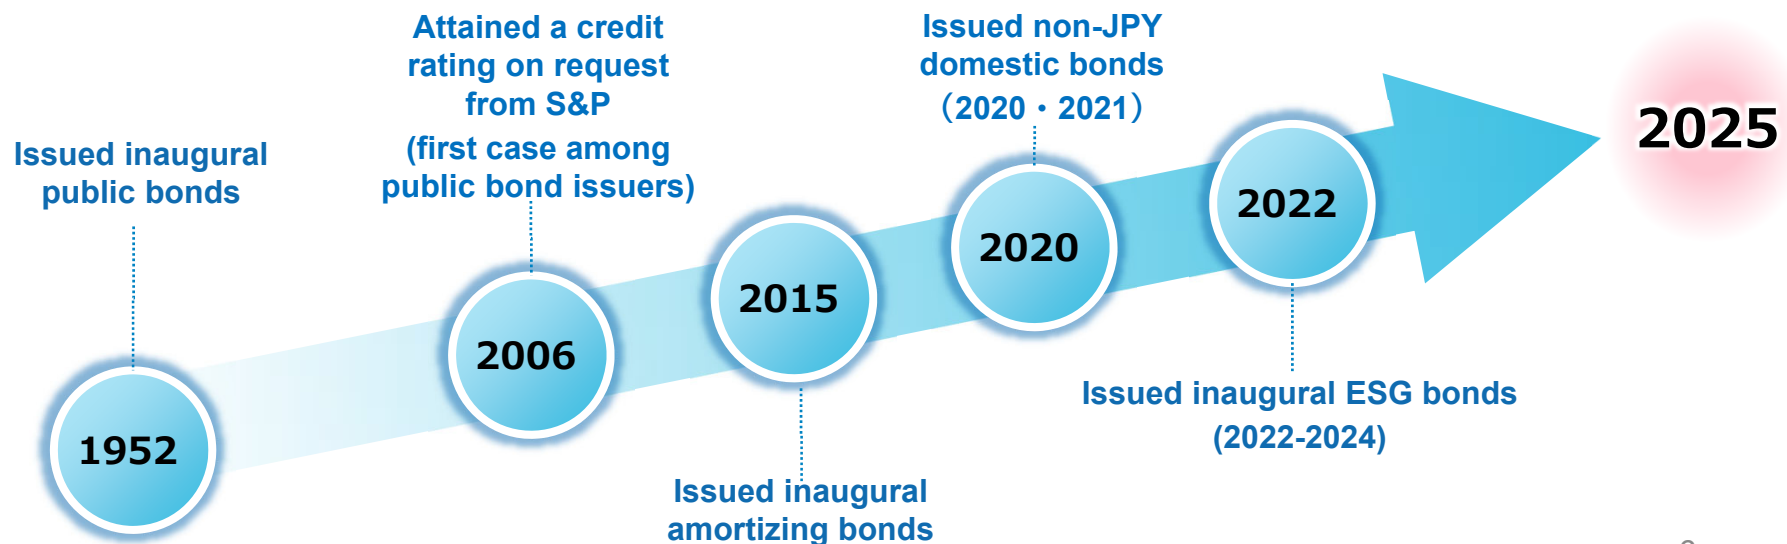 Issued inaugural
public bonds
1952
Attained a credit
rating on request
from S&P
(first case among
public bond issuers)
2006
2015
Issued inaugural
amortizing bonds
Issued non-JPY
domestic bonds
（2020・2021）
2020
2022
Issued inaugural ESG bonds
(2022-2024)
2025